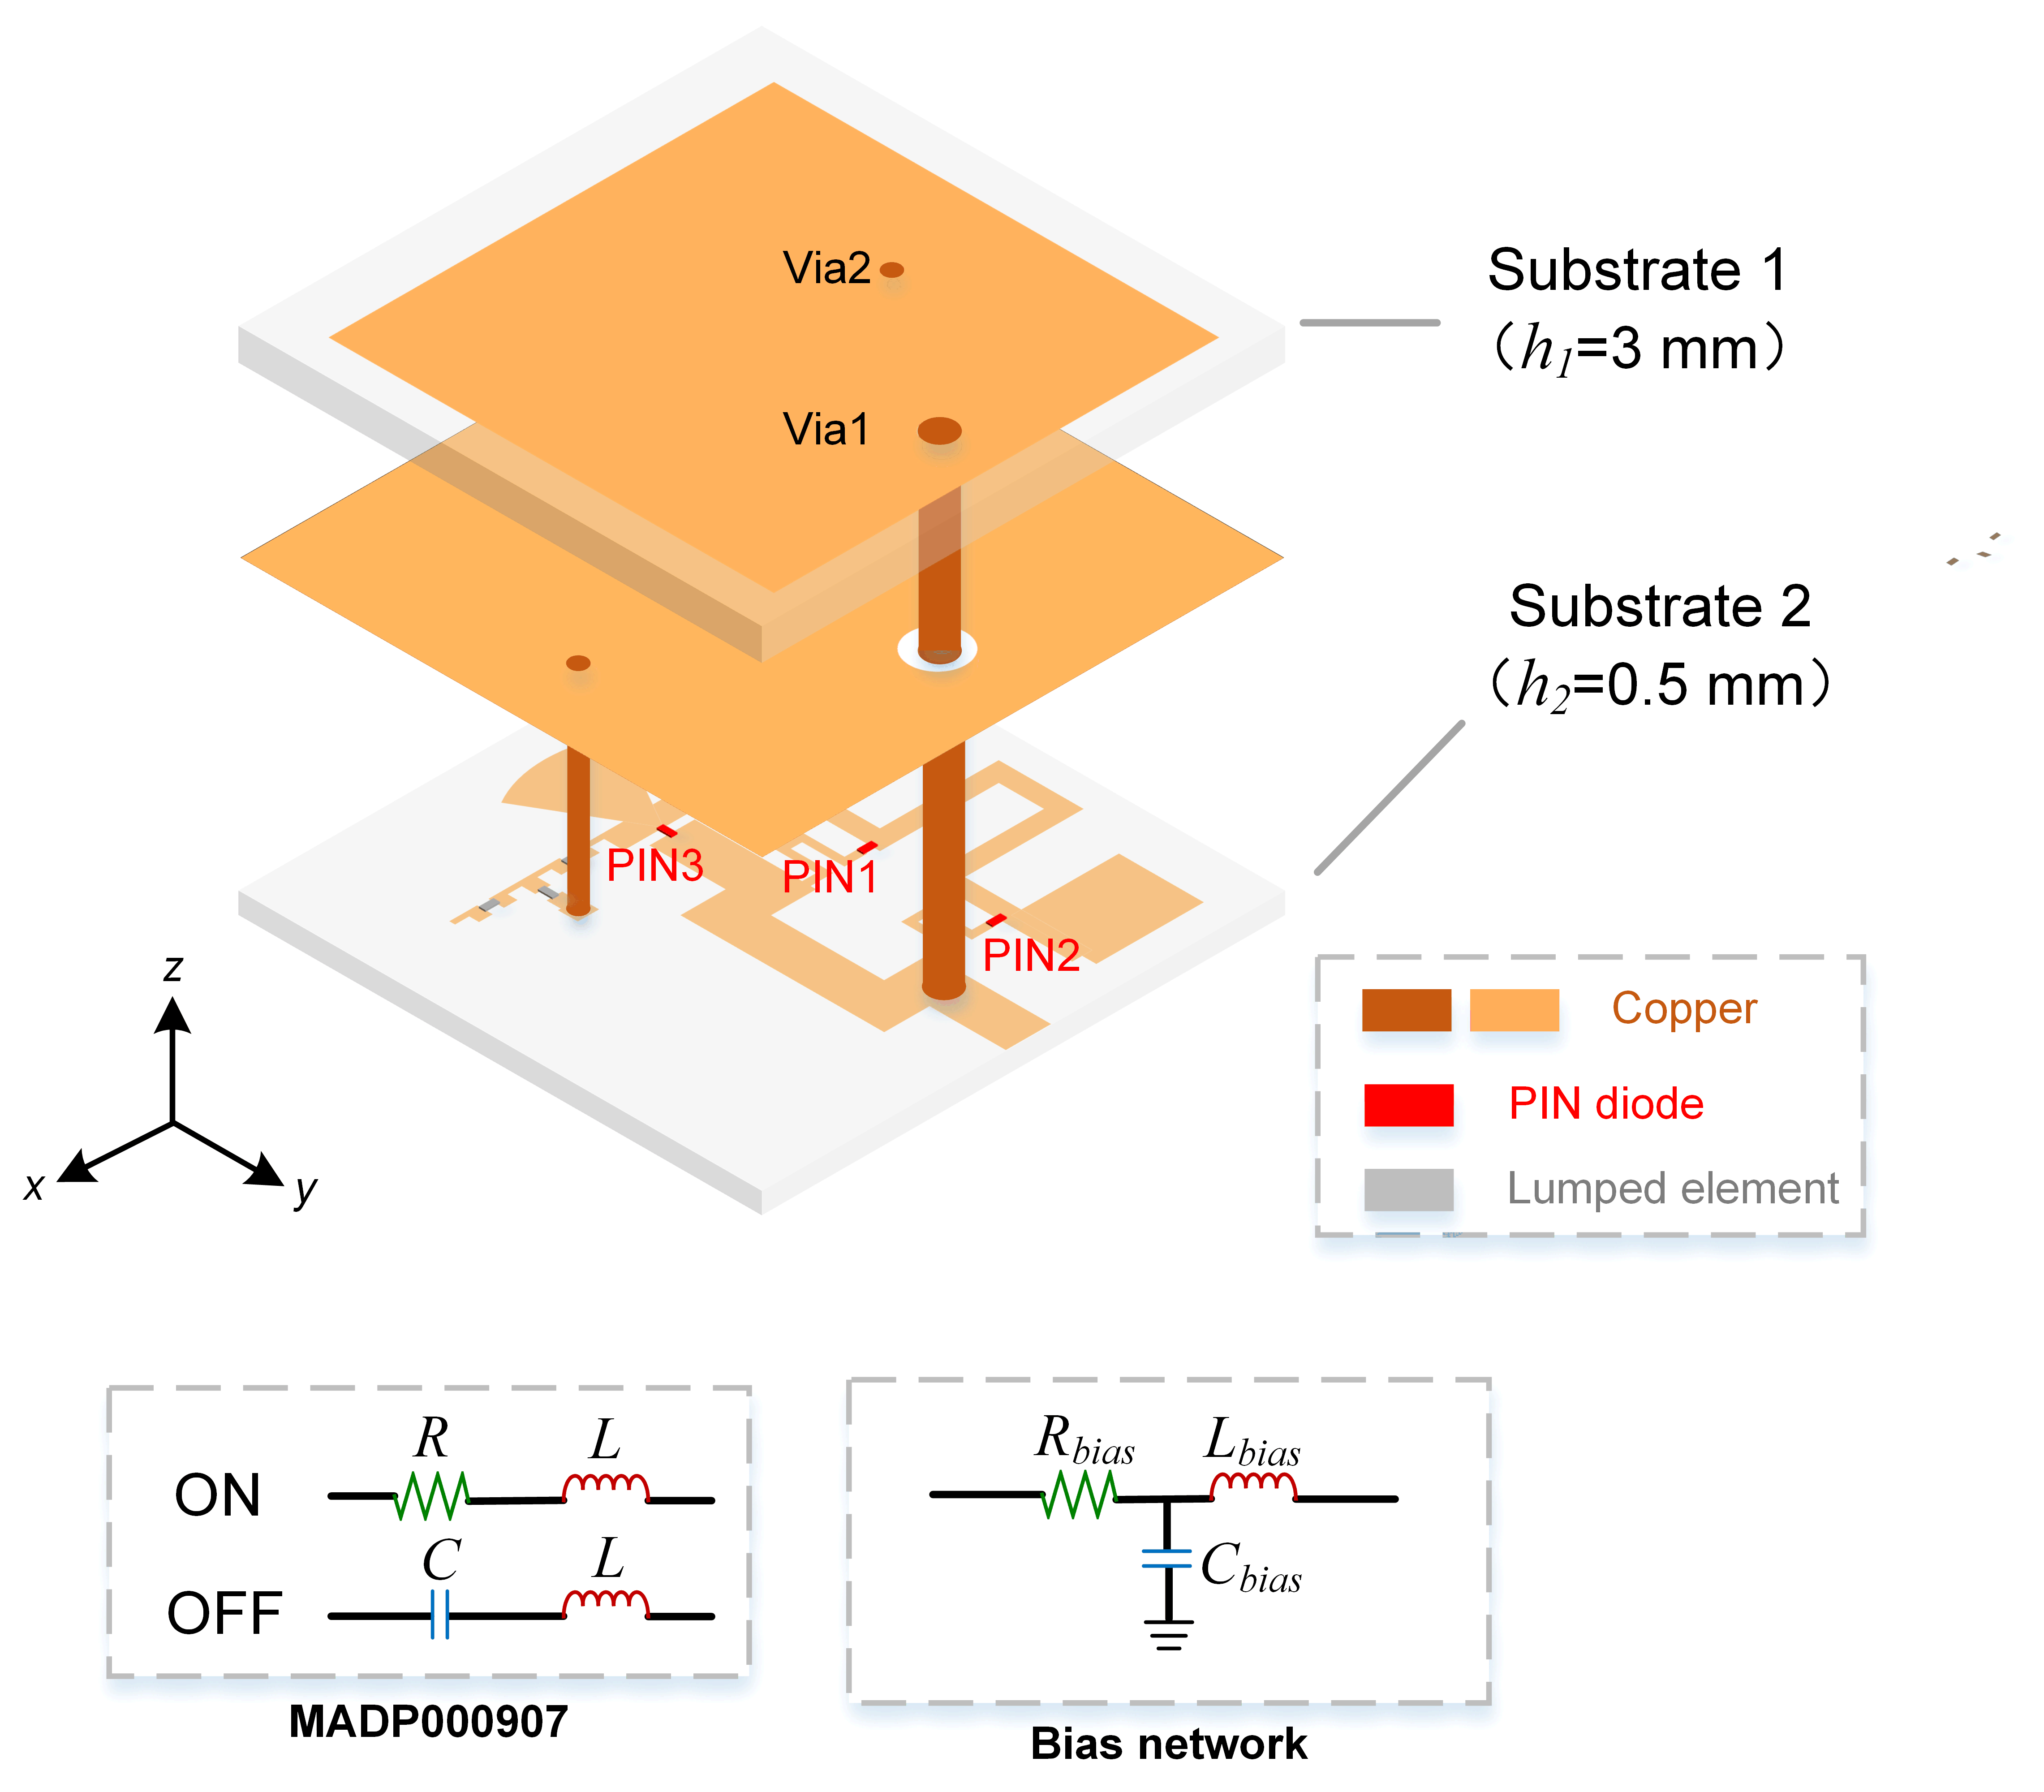 Via2
Via1
Substrate 1
（h1=3 mm）
Substrate 2
（h2=0.5 mm）
PIN3
PIN1
PIN2
z
x
y
Copper
PIN diode
Lumped element
ON
R
L
OFF
C
L
MADP000907
Rbias
Lbias
Cbias
Bias network